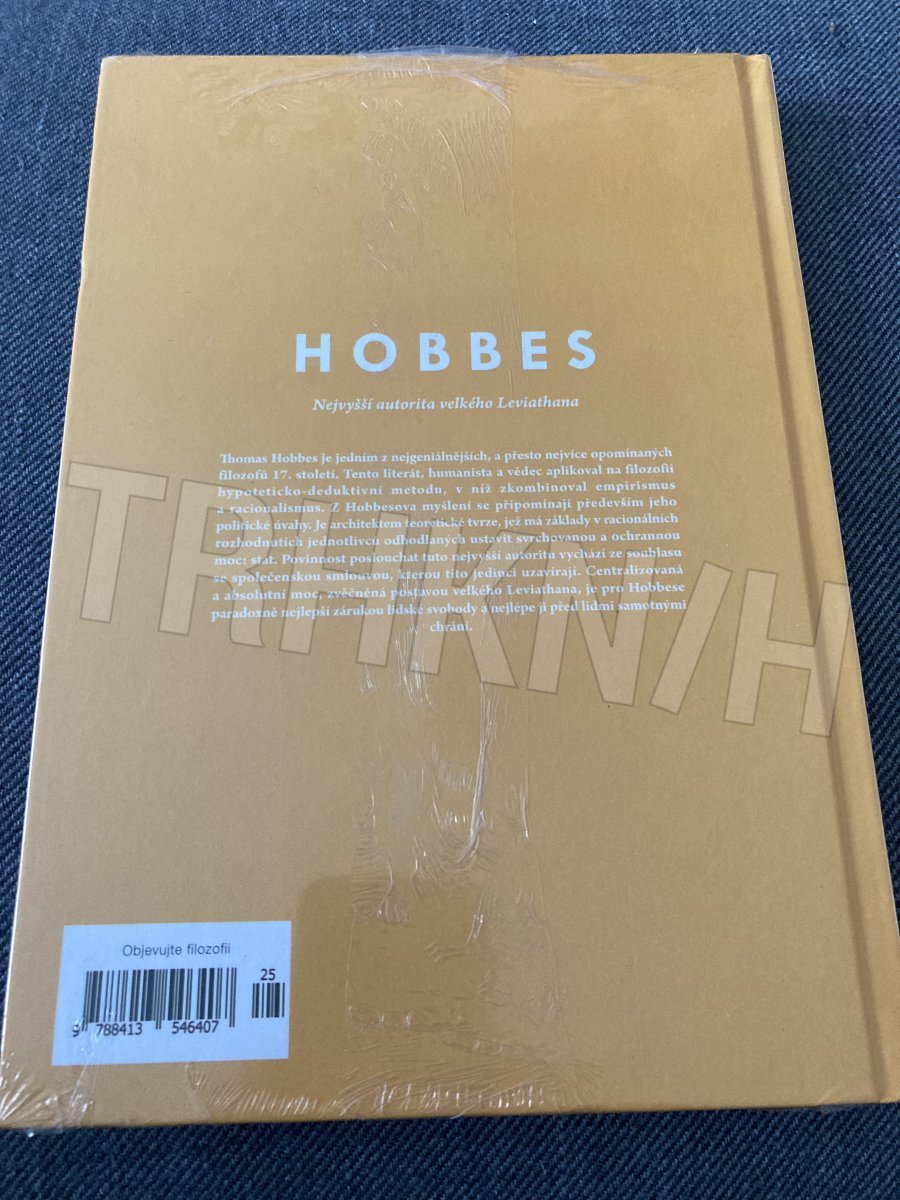 HOBBES
Nejvyšší autorita velkého Leviathana
Thomas Hobbes je jedním z nejgeniálnějších, a přesto nejvíce opomínaných
filozofů 17. století. Tento literát, humanista a vědec aplikoval na filozofii
hypoteticko-deduktivní metodu, v níž zkombinoval empirismus
a racionalismus. Z Hobbesova myšlení se připomínají především jeho
politické úvahy. Je architektem teoretické tvrze, jež má základy v racionálních
rozhodnutích jednotlivců odhodlaných ustavit svrchovanou a ochrannou
moc: stát. Povinnost poslouchat tuto nejvyšší autoritu vychází ze souhlasu
se společenskou smlouvou, kterou tito jedinci uzavírají. Centralizovaná
a absolutní moc, zvěčněná postavou velkého Leviathana, je pro Hobbese
paradoxně nejlepší zárukou lidské svobody a nejlépe ji před lidmi samotnými
chrání.
TRHKNIH
Objevujte filozofii
25
9 788413 546407